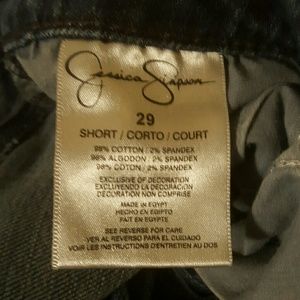 Jessica Simpson
29
SHORT / CORTO / COURT
98% COTTON / 2% SPANDEX
98% ALGODON / 2% SPANDEX
98% COTON / 2% SPANDEX
EXCLUSIVE OF DECORATION
EXCLUYENDO LA DECORACIÓN
DÉCORATION NON COMPRISE
MADE IN EGYPT
HECHO EN EGIPTO
FAIT EN EGYPTE
SEE REVERSE FOR CARE
VER AL REVERSO PARA EL CUIDADO
VOIR LES INSTRUCTIONS D'ENTRETIEN AU DOS